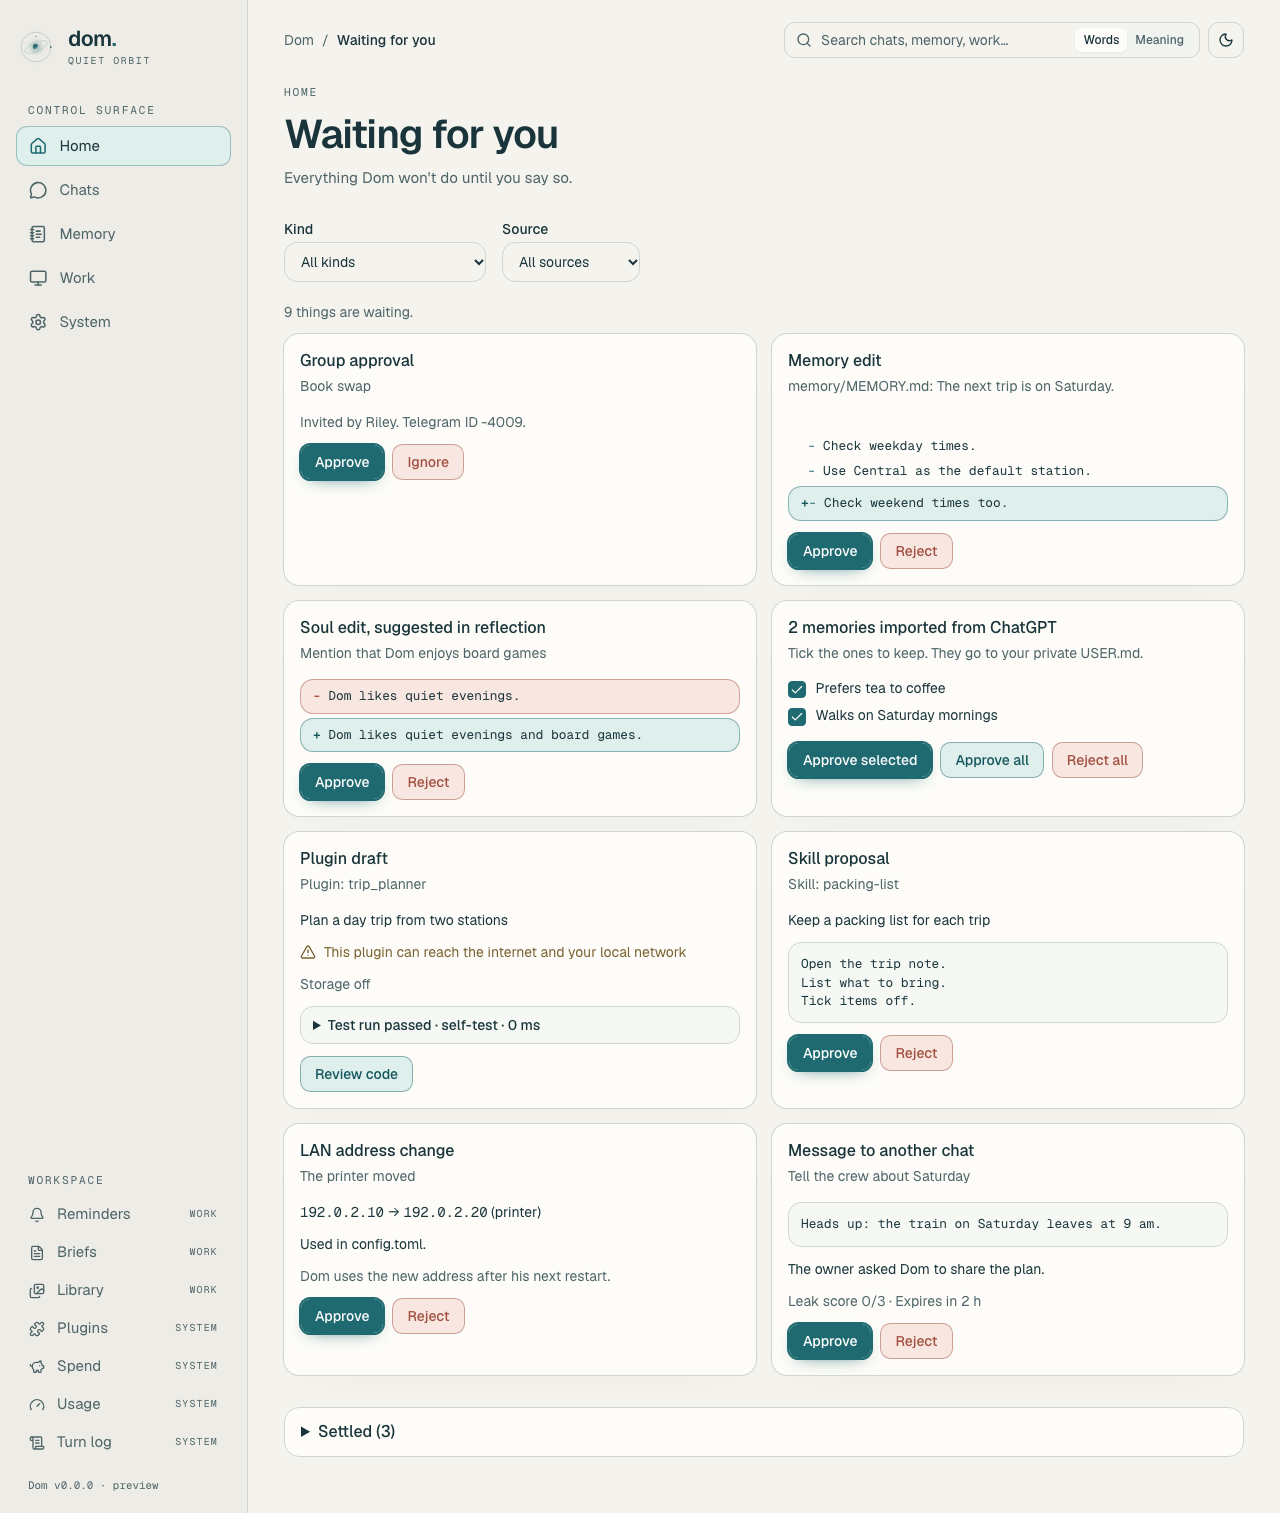 dom.
QUIET ORBIT
CONTROL SURFACE
Home
Chats
Memory
Work
System
WORKSPACE
Reminders WORK
Briefs WORK
Library WORK
Plugins SYSTEM
Spend SYSTEM
Usage SYSTEM
Turn log SYSTEM
Dom v0.0.0 · preview
Dom / Waiting for you
Search chats, memory, work… Words Meaning
HOME
Waiting for you
Everything Dom won't do until you say so.
Kind Source
All kinds All sources
9 things are waiting.
Group approval
Book swap
Invited by Riley. Telegram ID -4009.
Approve Ignore
Memory edit
memory/MEMORY.md: The next trip is on Saturday.
- Check weekday times.
- Use Central as the default station.
+- Check weekend times too.
Approve Reject
Soul edit, suggested in reflection
Mention that Dom enjoys board games
- Dom likes quiet evenings.
+ Dom likes quiet evenings and board games.
Approve Reject
2 memories imported from ChatGPT
Tick the ones to keep. They go to your private USER.md.
Prefers tea to coffee
Walks on Saturday mornings
Approve selected Approve all Reject all
Plugin draft
Plugin: trip_planner
Plan a day trip from two stations
This plugin can reach the internet and your local network
Storage off
Test run passed · self-test · 0 ms
Review code
Skill proposal
Skill: packing-list
Keep a packing list for each trip
Open the trip note.
List what to bring.
Tick items off.
Approve Reject
LAN address change
The printer moved
192.0.2.10 → 192.0.2.20 (printer)
Used in config.toml.
Dom uses the new address after his next restart.
Approve Reject
Message to another chat
Tell the crew about Saturday
Heads up: the train on Saturday leaves at 9 am.
The owner asked Dom to share the plan.
Leak score 0/3 · Expires in 2 h
Approve Reject
Settled (3)